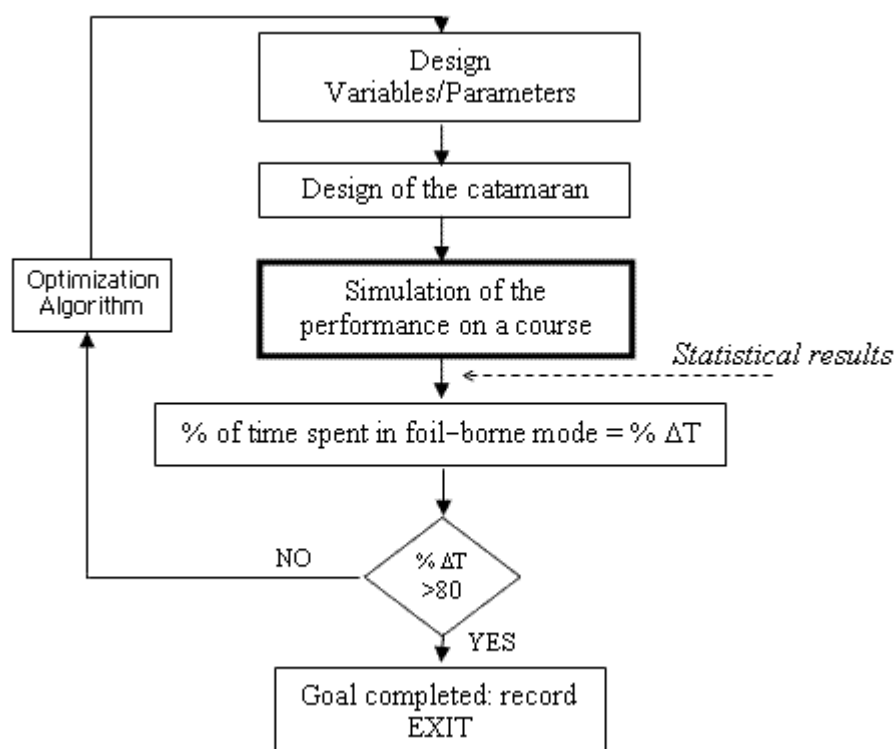 Design
Variables/Parameters
Design of the catamaran
Optimization
Algorithm
Simulation of the
performance on a course
Statistical results
% of time spent in foil-borne mode = % ΔT
NO
% ΔT
>80
YES
Goal completed: record
EXIT